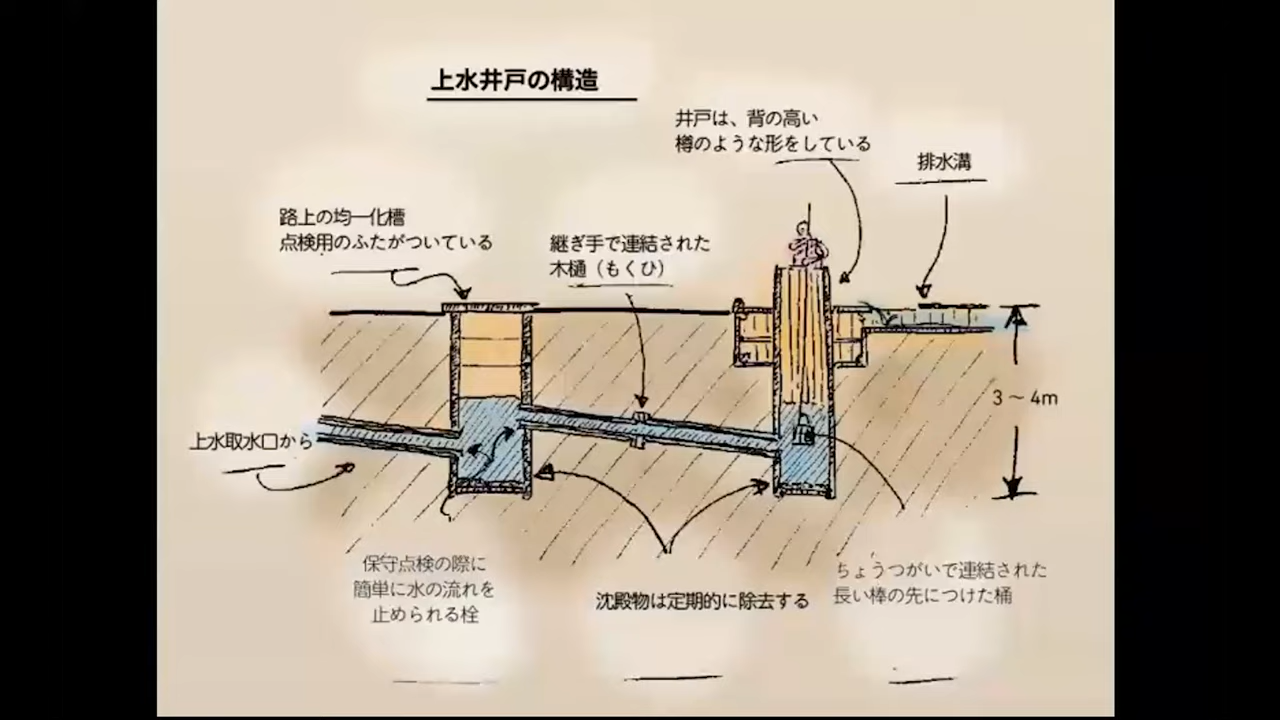 上水井戸の構造
井戸は、背の高い
樽のような形をしている
排水溝
路上の均一化槽
点検用のふたがついている
継ぎ手で連結された
木樋（もくひ）
3～4m
上水取水口から
保守点検の際に
簡単に水の流れを
止められる栓
沈殿物は定期的に除去する
ちょうつがいで連結された
長い棒の先につけた桶